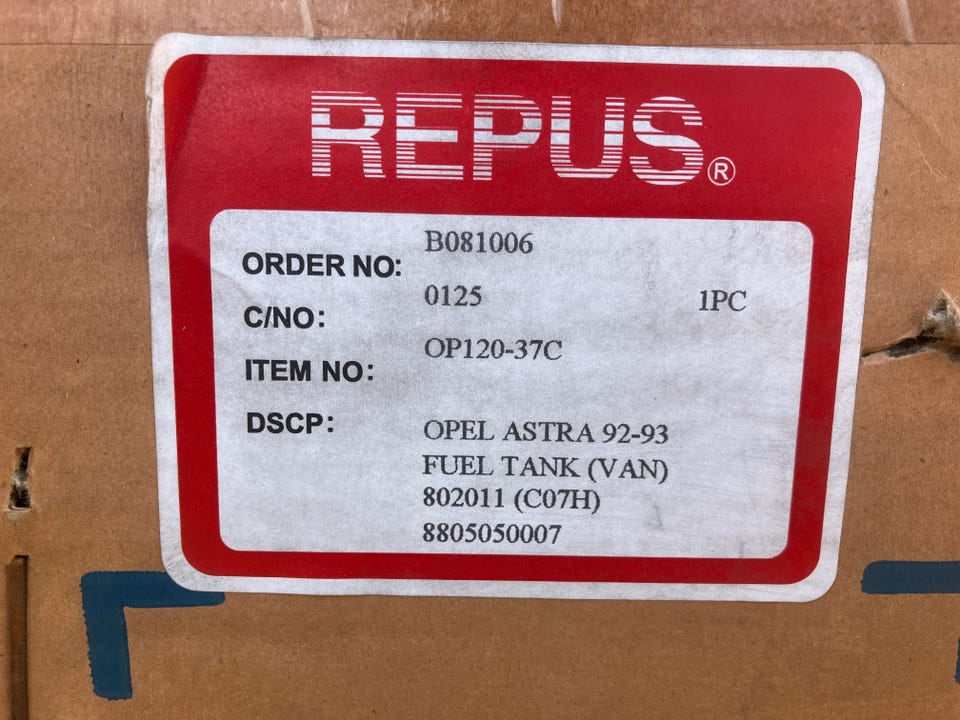 REPUS®
ORDER NO: B081006
C/NO: 0125 1PC
ITEM NO: OP120-37C
DSCP: OPEL ASTRA 92-93
FUEL TANK (VAN)
802011 (C07H)
8805050007